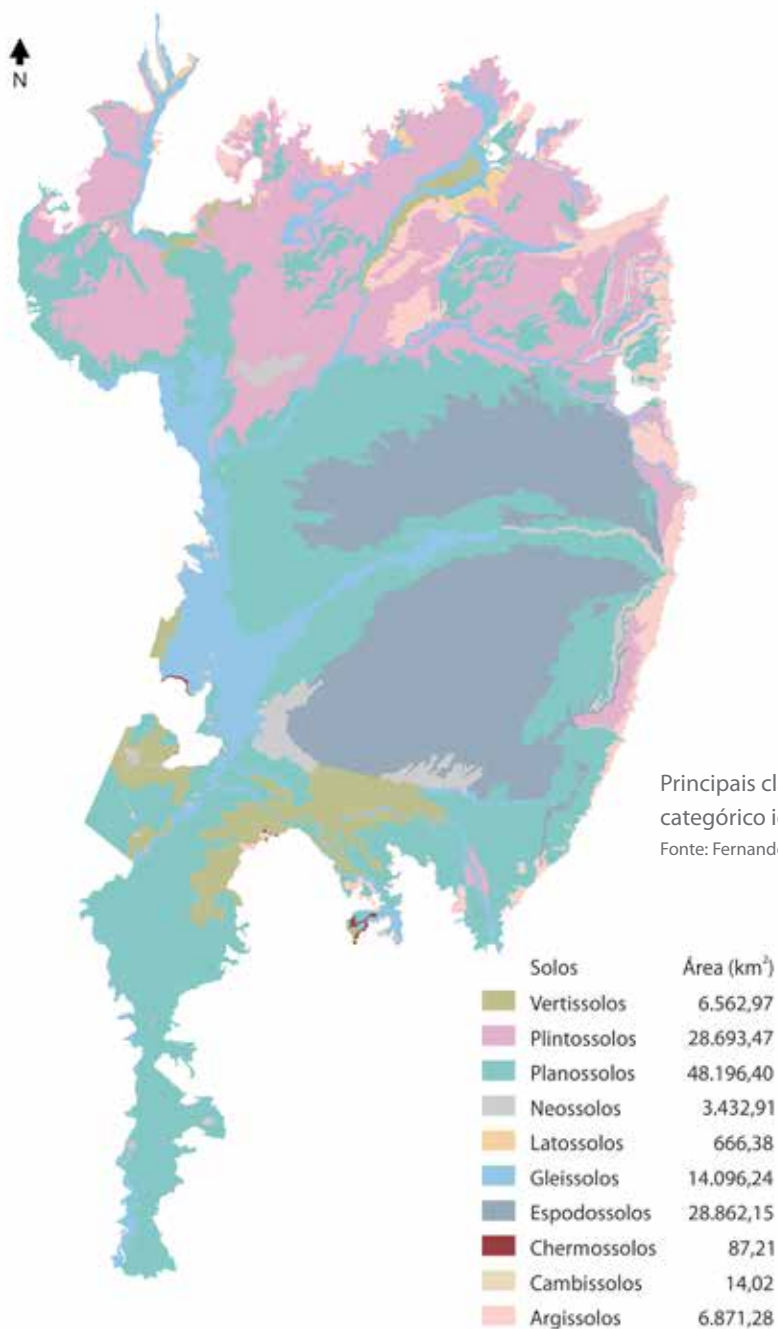 N
Principais cl
categórico i
Fonte: Fernand
Solos Área (km²)
Vertissolos 6.562,97
Plintossolos 28.693,47
Planossolos 48.196,40
Neossolos 3.432,91
Latossolos 666,38
Gleissolos 14.096,24
Espodossolos 28.862,15
Chermossolos 87,21
Cambissolos 14,02
Argissolos 6.871,28